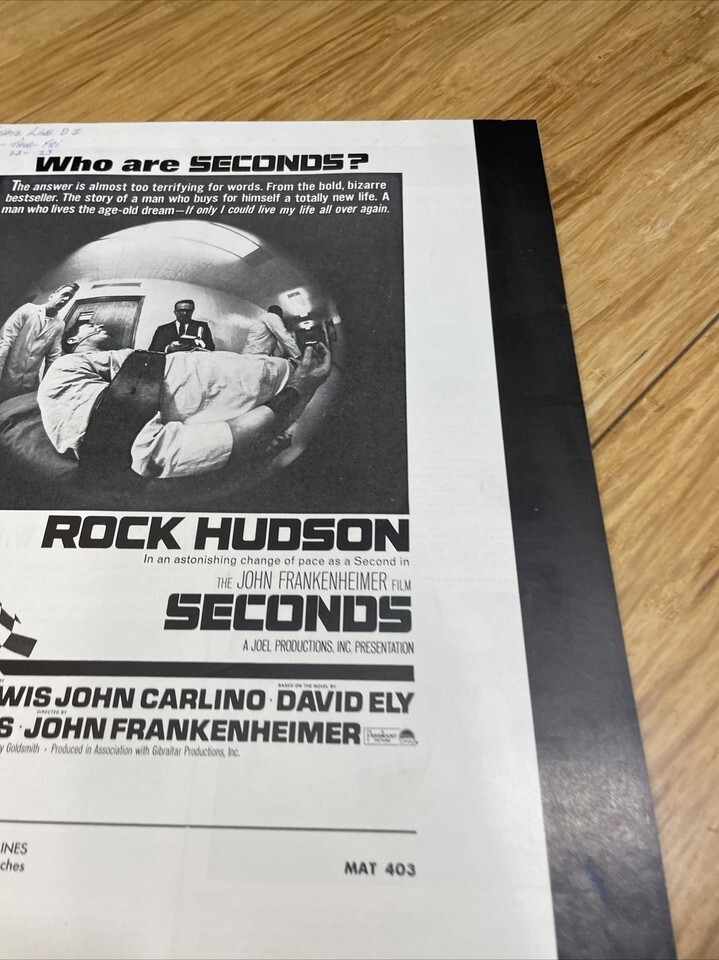 Who are SECONDS?
The answer is almost too terrifying for words. From the bold, bizarre
bestseller. The story of a man who buys for himself a totally new life. A
man who lives the age-old dream—If only I could live my life all over again.
ROCK HUDSON
In an astonishing change of pace as a Second in
THE JOHN FRANKENHEIMER FILM
SECONDS
A JOEL PRODUCTIONS, INC. PRESENTATION
BASED ON THE NOVEL BY
WIS JOHN CARLINO · DAVID ELY
DIRECTED BY
S · JOHN FRANKENHEIMER Paramount
y Goldsmith • Produced in Association with Gibraltar Productions, Inc.
INES
ches
MAT 403